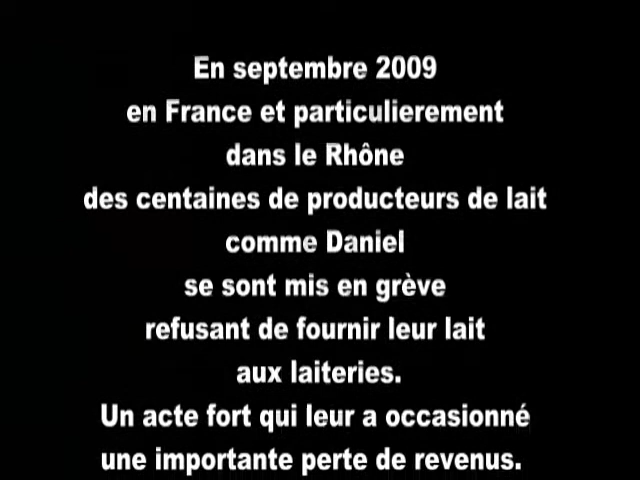 En septembre 2009
en France et particulierement
dans le Rhône
des centaines de producteurs de lait
comme Daniel
se sont mis en grève
refusant de fournir leur lait
aux laiteries.
Un acte fort qui leur a occasionné
une importante perte de revenus.